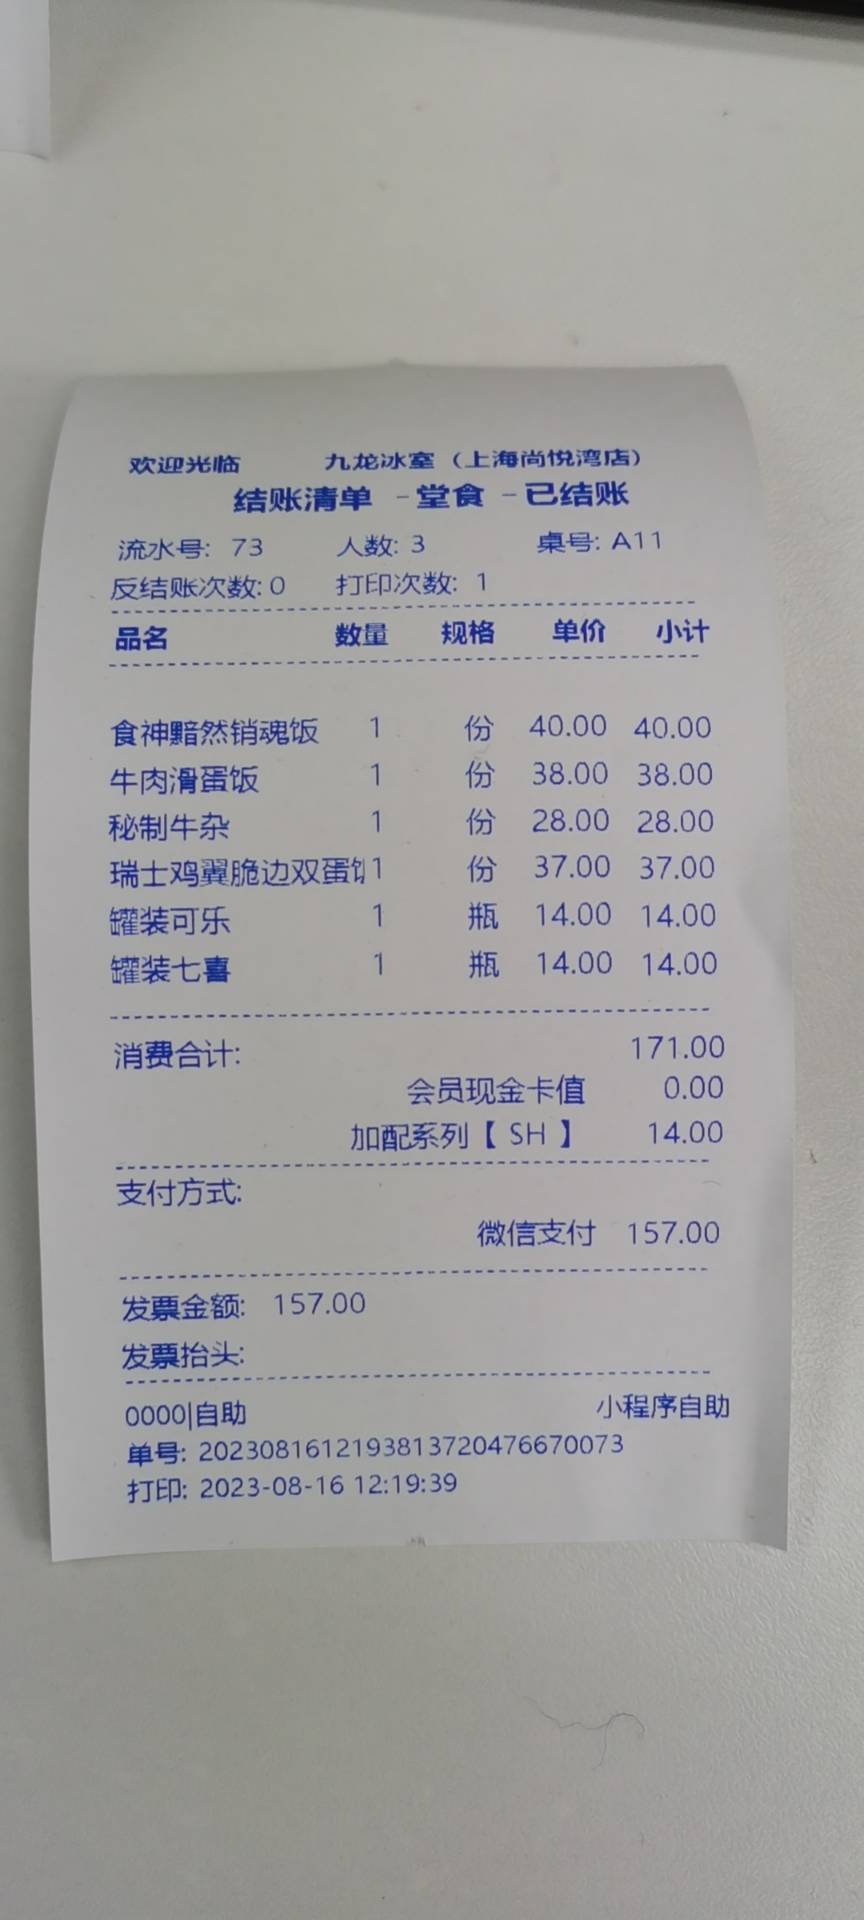 欢迎光临 九龙冰室（上海尚悦湾店）
结账清单 -堂食 -已结账
流水号: 73 人数: 3 桌号: A11
反结账次数: 0 打印次数: 1
品名 数量 规格 单价 小计
食神黯然销魂饭 1 份 40.00 40.00
牛肉滑蛋饭 1 份 38.00 38.00
秘制牛杂 1 份 28.00 28.00
瑞士鸡翼脆边双蛋 1 份 37.00 37.00
罐装可乐 1 瓶 14.00 14.00
罐装七喜 1 瓶 14.00 14.00
消费合计: 171.00
会员现金卡值 0.00
加配系列【 SH 】 14.00
支付方式:
微信支付 157.00
发票金额: 157.00
发票抬头:
0000|自助 小程序自助
单号: 2023081612193813720476670073
打印: 2023-08-16 12:19:39